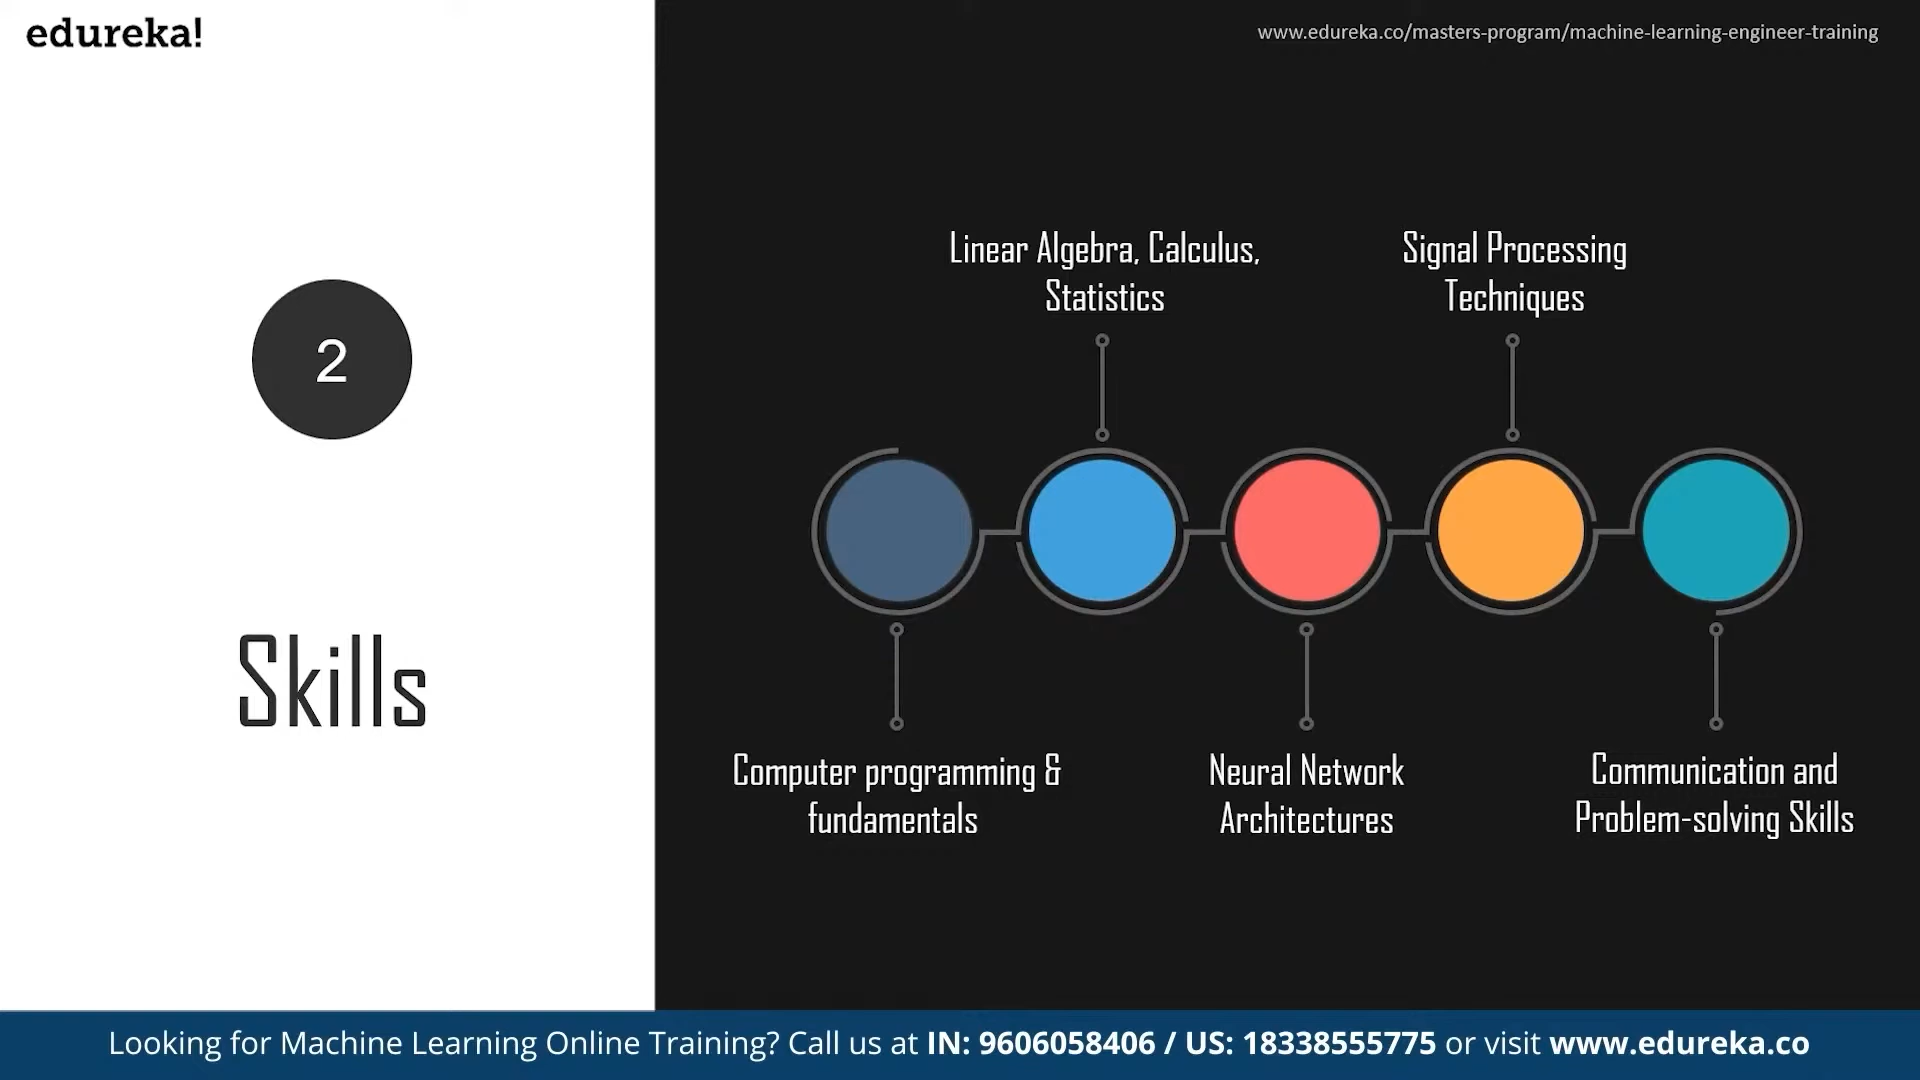 edureka!
www.edureka.co/masters-program/machine-learning-engineer-training
2
Skills
Linear Algebra, Calculus,
Statistics
Signal Processing
Techniques
Computer programming &
fundamentals
Neural Network
Architectures
Communication and
Problem-solving Skills
Looking for Machine Learning Online Training? Call us at IN: 9606058406 / US: 18338555775 or visit www.edureka.co